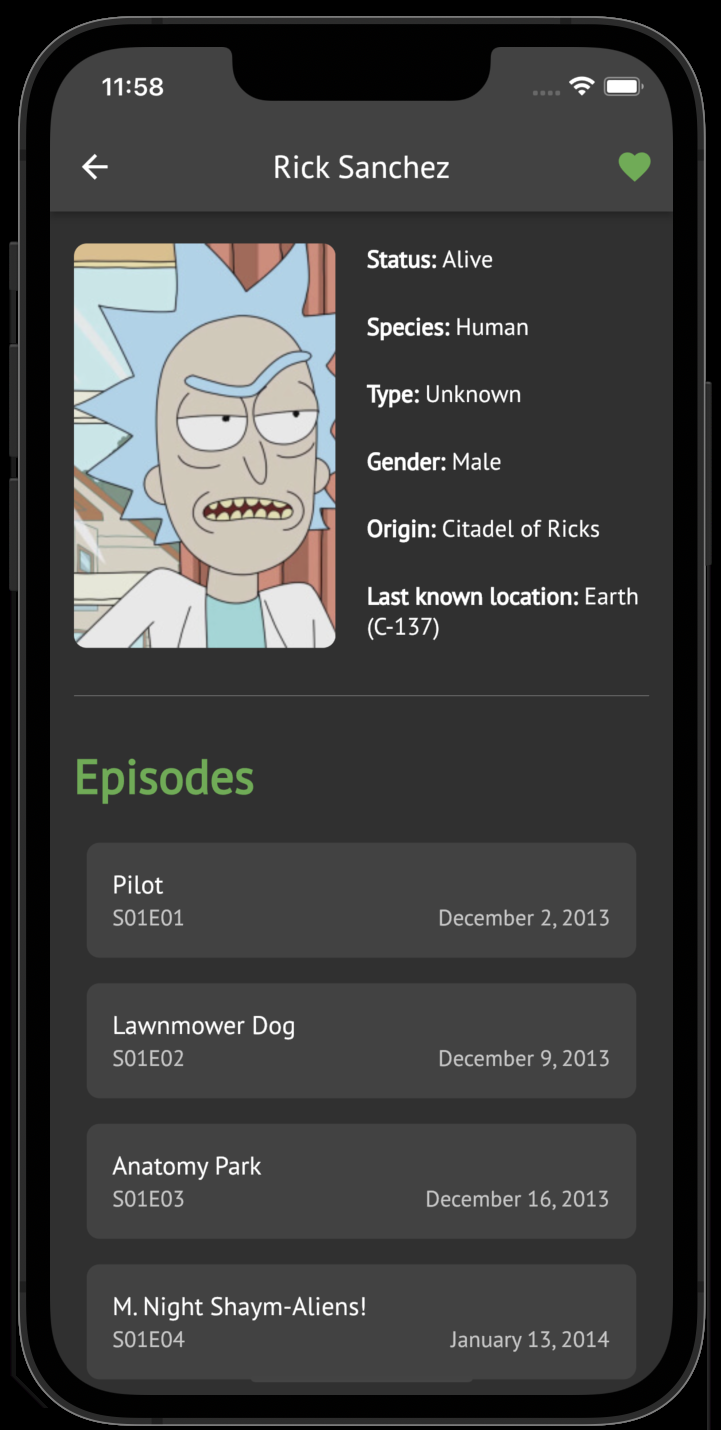 11:58
Rick Sanchez
Status: Alive
Species: Human
Type: Unknown
Gender: Male
Origin: Citadel of Ricks
Last known location: Earth
(C-137)
Episodes
Pilot
S01E01 December 2, 2013
Lawnmower Dog
S01E02 December 9, 2013
Anatomy Park
S01E03 December 16, 2013
M. Night Shaym-Aliens!
S01E04 January 13, 2014